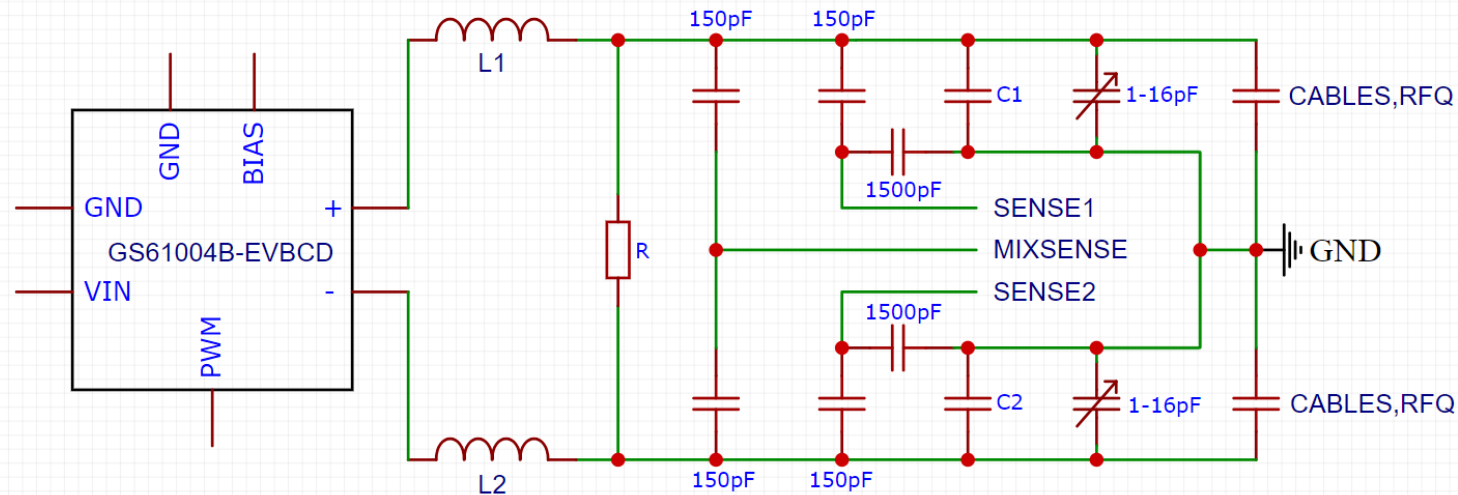 150pF
150pF
L1
GND
BIAS
C1
1-16pF
CABLES,RFQ
1500pF
GND
+
SENSE1
GS61004B-EVBCD
R
MIXSENSE
GND
VIN
-
SENSE2
1500pF
PWM
C2
1-16pF
CABLES,RFQ
L2
150pF
150pF